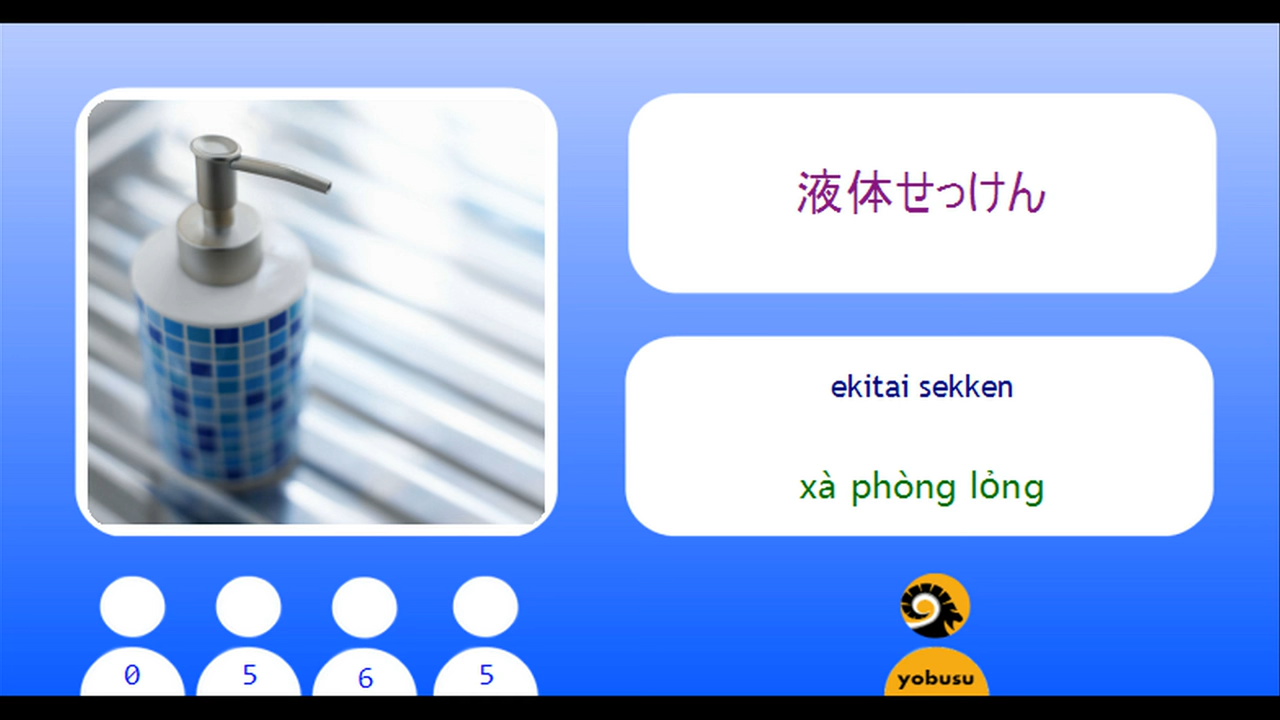 液体せっけん
ekitai sekken
xà phòng lỏng
0 5 6 5
yobusu